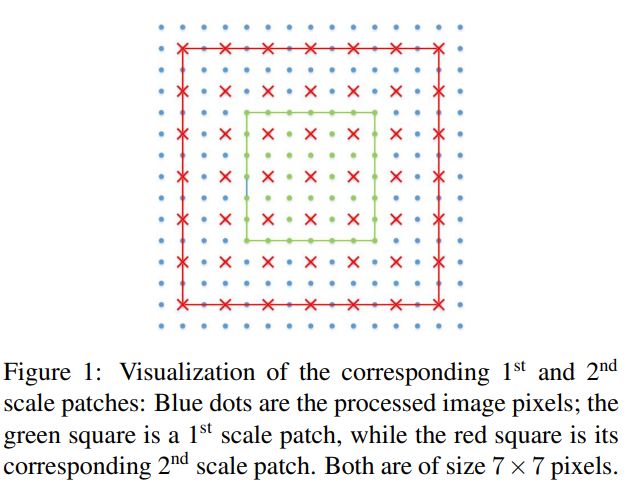 Figure 1: Visualization of the corresponding 1st and 2nd
scale patches: Blue dots are the processed image pixels; the
green square is a 1st scale patch, while the red square is its
corresponding 2nd scale patch. Both are of size 7 × 7 pixels.